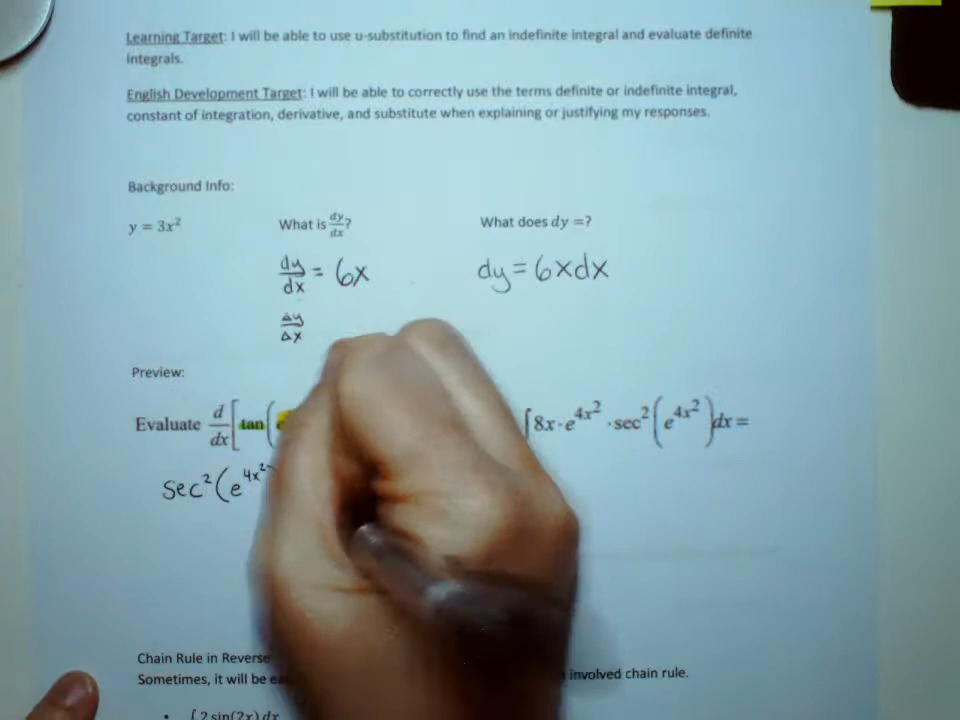 Learning Target: I will be able to use u-substitution to find an indefinite integral and evaluate definite
integrals.
English Development Target: I will be able to correctly use the terms definite or indefinite integral,
constant of integration, derivative, and substitute when explaining or justifying my responses.
Background Info:
y = 3x² What is dy/dx? What does dy =?
dy/dx = 6x dy = 6xdx
Δy/Δx
Preview:
Evaluate d/dx[tan( ∫8x·e^{4x²}·sec²(e^{4x²})dx =
sec²(e^{4x²}
Chain Rule in Reverse
Sometimes, it will be involved chain rule.
• ∫2 sin(2x) dx